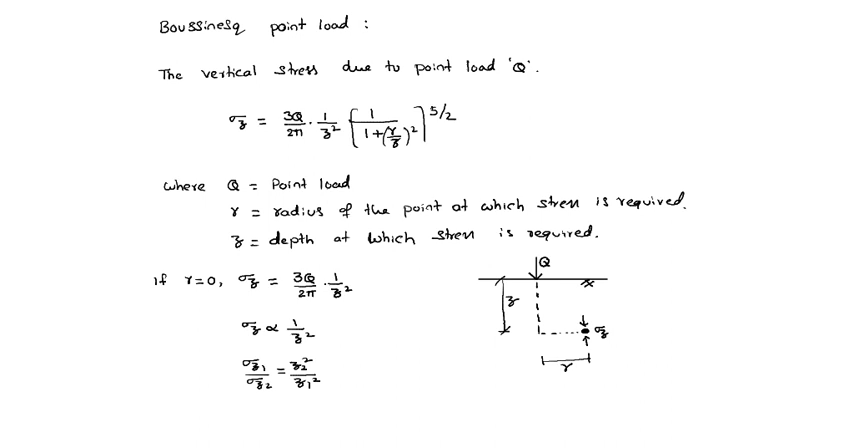 Boussinesq point load :
The vertical stress due to point load 'Q'.
σz = 3Q/2π · 1/z² [1/(1+(r/z)²)]^5/2
where Q = Point load
r = radius of the point at which stress is required.
z = depth at which stress is required.
If r=0, σz = 3Q/2π · 1/z²
σz ∝ 1/z²
σz1/σz2 = z2²/z1²
Q
z
σz
r